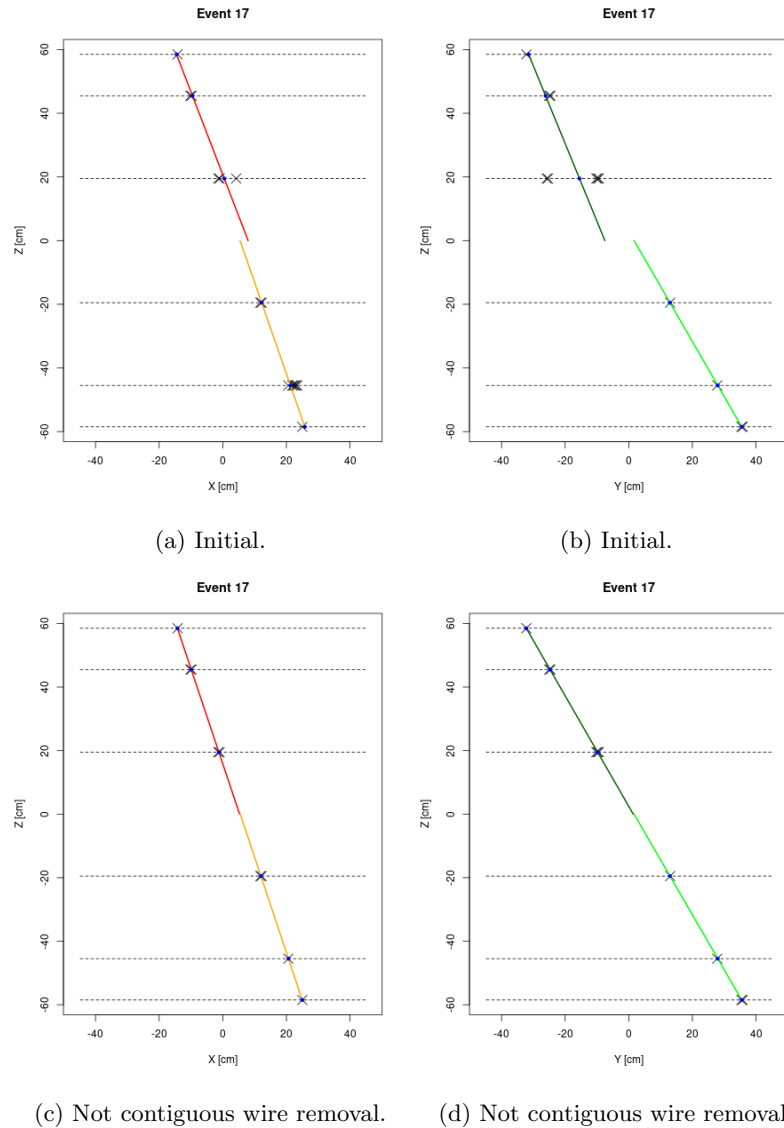 Event 17
Event 17
60
40
20
0
-20
-40
-60
Z [cm]
-40 -20 0 20 40
X [cm]
60
40
20
0
-20
-40
-60
Z [cm]
-40 -20 0 20 40
Y [cm]
(a) Initial.
(b) Initial.
Event 17
Event 17
60
40
20
0
-20
-40
-60
Z [cm]
-40 -20 0 20 40
X [cm]
60
40
20
0
-20
-40
-60
Z [cm]
-40 -20 0 20 40
Y [cm]
(c) Not contiguous wire removal.
(d) Not contiguous wire removal